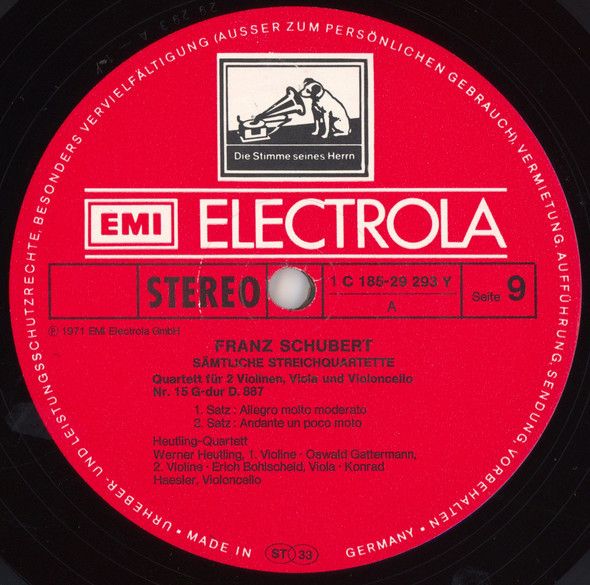 URHEBER- UND LEISTUNGSSCHUTZRECHTE, BESONDERS VERVIELFÄLTIGUNG (AUSSER ZUM PERSÖNLICHEN GEBRAUCH), VERMIETUNG, AUFFÜHRUNG, SENDUNG, VORBEHALTEN •
Die Stimme seines Herrn
EMI ELECTROLA
STEREO
1 C 185-29 293 Y
A
Seite 9
Ⓟ 1971 EMI Electrola GmbH
FRANZ SCHUBERT
SÄMTLICHE STREICHQUARTETTE
Quartett für 2 Violinen, Viola und Violoncello
Nr. 15 G-dur D. 887
1. Satz: Allegro molto moderato
2. Satz: Andante un poco moto
Heutling-Quartett
Werner Heutling, 1. Violine · Oswald Gattermann,
2. Violine · Erich Bohlscheid, Viola · Konrad
Haesler, Violoncello
• MADE IN GERMANY •
ST 33